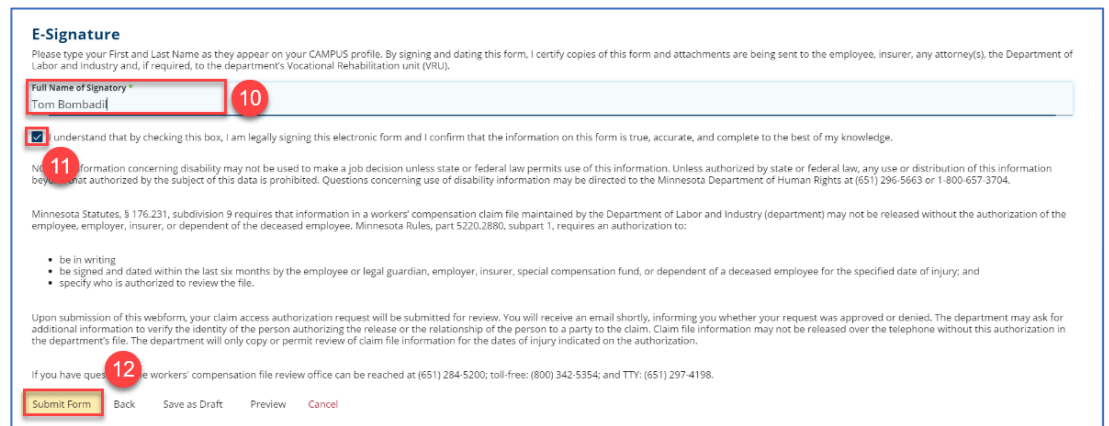 E-Signature
Please type your First and Last Name as they appear on your CAMPUS profile. By signing and dating this form, I certify copies of this form and attachments are being sent to the employee, insurer, any attorney(s), the Department of
Labor and Industry and, if required, to the department's Vocational Rehabilitation unit (VRU).
Full Name of Signatory *
Tom Bombadil
10
I understand that by checking this box, I am legally signing this electronic form and I confirm that the information on this form is true, accurate, and complete to the best of my knowledge.
11
formation concerning disability may not be used to make a job decision unless state or federal law permits use of this information. Unless authorized by state or federal law, any use or distribution of this information
that authorized by the subject of this data is prohibited. Questions concerning use of disability information may be directed to the Minnesota Department of Human Rights at (651) 296-5663 or 1-800-657-3704.
Minnesota Statutes, § 176.231, subdivision 9 requires that information in a workers' compensation claim file maintained by the Department of Labor and Industry (department) may not be released without the authorization of the
employee, employer, insurer, or dependent of the deceased employee. Minnesota Rules, part 5220.2880, subpart 1, requires an authorization to:
• be in writing
• be signed and dated within the last six months by the employee or legal guardian, employer, insurer, special compensation fund, or dependent of a deceased employee for the specified date of injury; and
• specify who is authorized to review the file.
Upon submission of this webform, your claim access authorization request will be submitted for review. You will receive an email shortly, informing you whether your request was approved or denied. The department may ask for
additional information to verify the identity of the person authorizing the release or the relationship of the person to a party to the claim. Claim file information may not be released over the telephone without this authorization in
the department's file. The department will only copy or permit review of claim file information for the dates of injury indicated on the authorization.
If you have ques
12
e workers' compensation file review office can be reached at (651) 284-5200; toll-free: (800) 342-5354; and TTY: (651) 297-4198.
Submit Form Back Save as Draft Preview Cancel